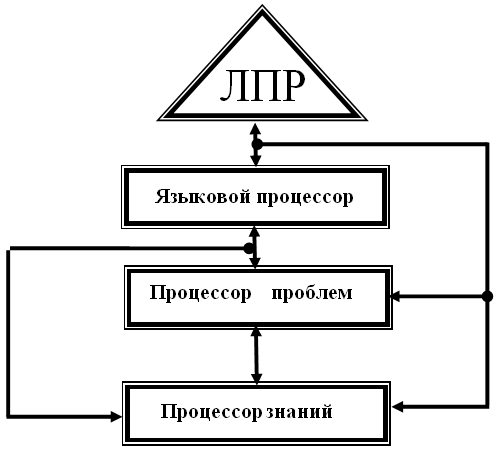 ЛПР
Языковой процессор
Процессор проблем
Процессор знаний